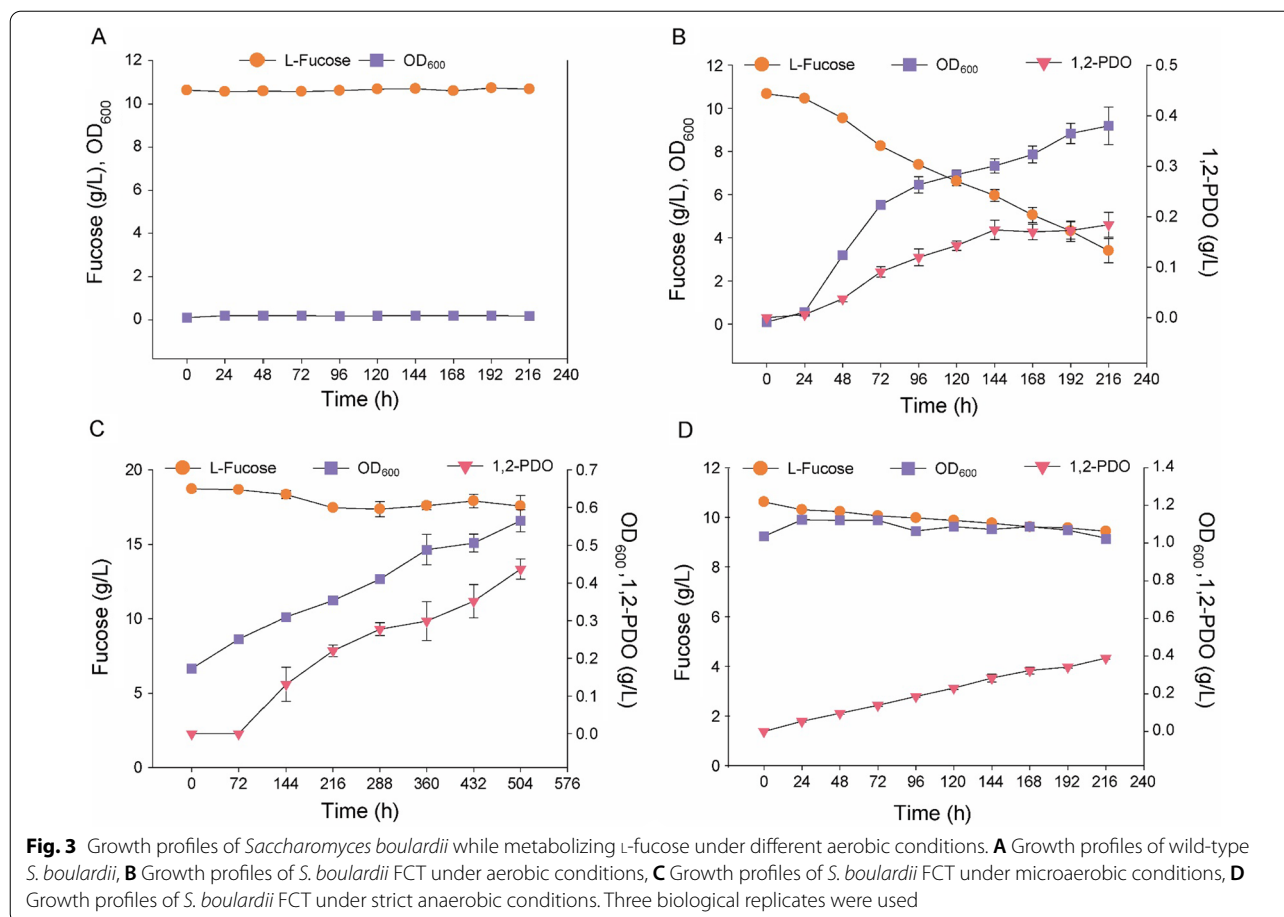 A
L-Fucose OD600
Fucose (g/L), OD600
12
10
8
6
4
2
0
0 24 48 72 96 120 144 168 192 216 240
Time (h)
B
L-Fucose OD600 1,2-PDO
Fucose (g/L), OD600
12
10
8
6
4
2
0
1,2-PDO (g/L)
0.5
0.4
0.3
0.2
0.1
0.0
0 24 48 72 96 120 144 168 192 216 240
Time (h)
C
L-Fucose OD600 1,2-PDO
Fucose (g/L)
20
15
10
5
0
OD600,1,2-PDO (g/L)
0.7
0.6
0.5
0.4
0.3
0.2
0.1
0.0
0 72 144 216 288 360 432 504 576
Time (h)
D
L-Fucose OD600 1,2-PDO
Fucose (g/L)
12
10
8
6
4
2
0
OD600,1,2-PDO (g/L)
1.4
1.2
1.0
0.8
0.6
0.4
0.2
0.0
0 24 48 72 96 120 144 168 192 216 240
Time (h)
Fig. 3 Growth profiles of Saccharomyces boulardii while metabolizing L-fucose under different aerobic conditions. A Growth profiles of wild-type
S. boulardii, B Growth profiles of S. boulardii FCT under aerobic conditions, C Growth profiles of S. boulardii FCT under microaerobic conditions, D
Growth profiles of S. boulardii FCT under strict anaerobic conditions. Three biological replicates were used